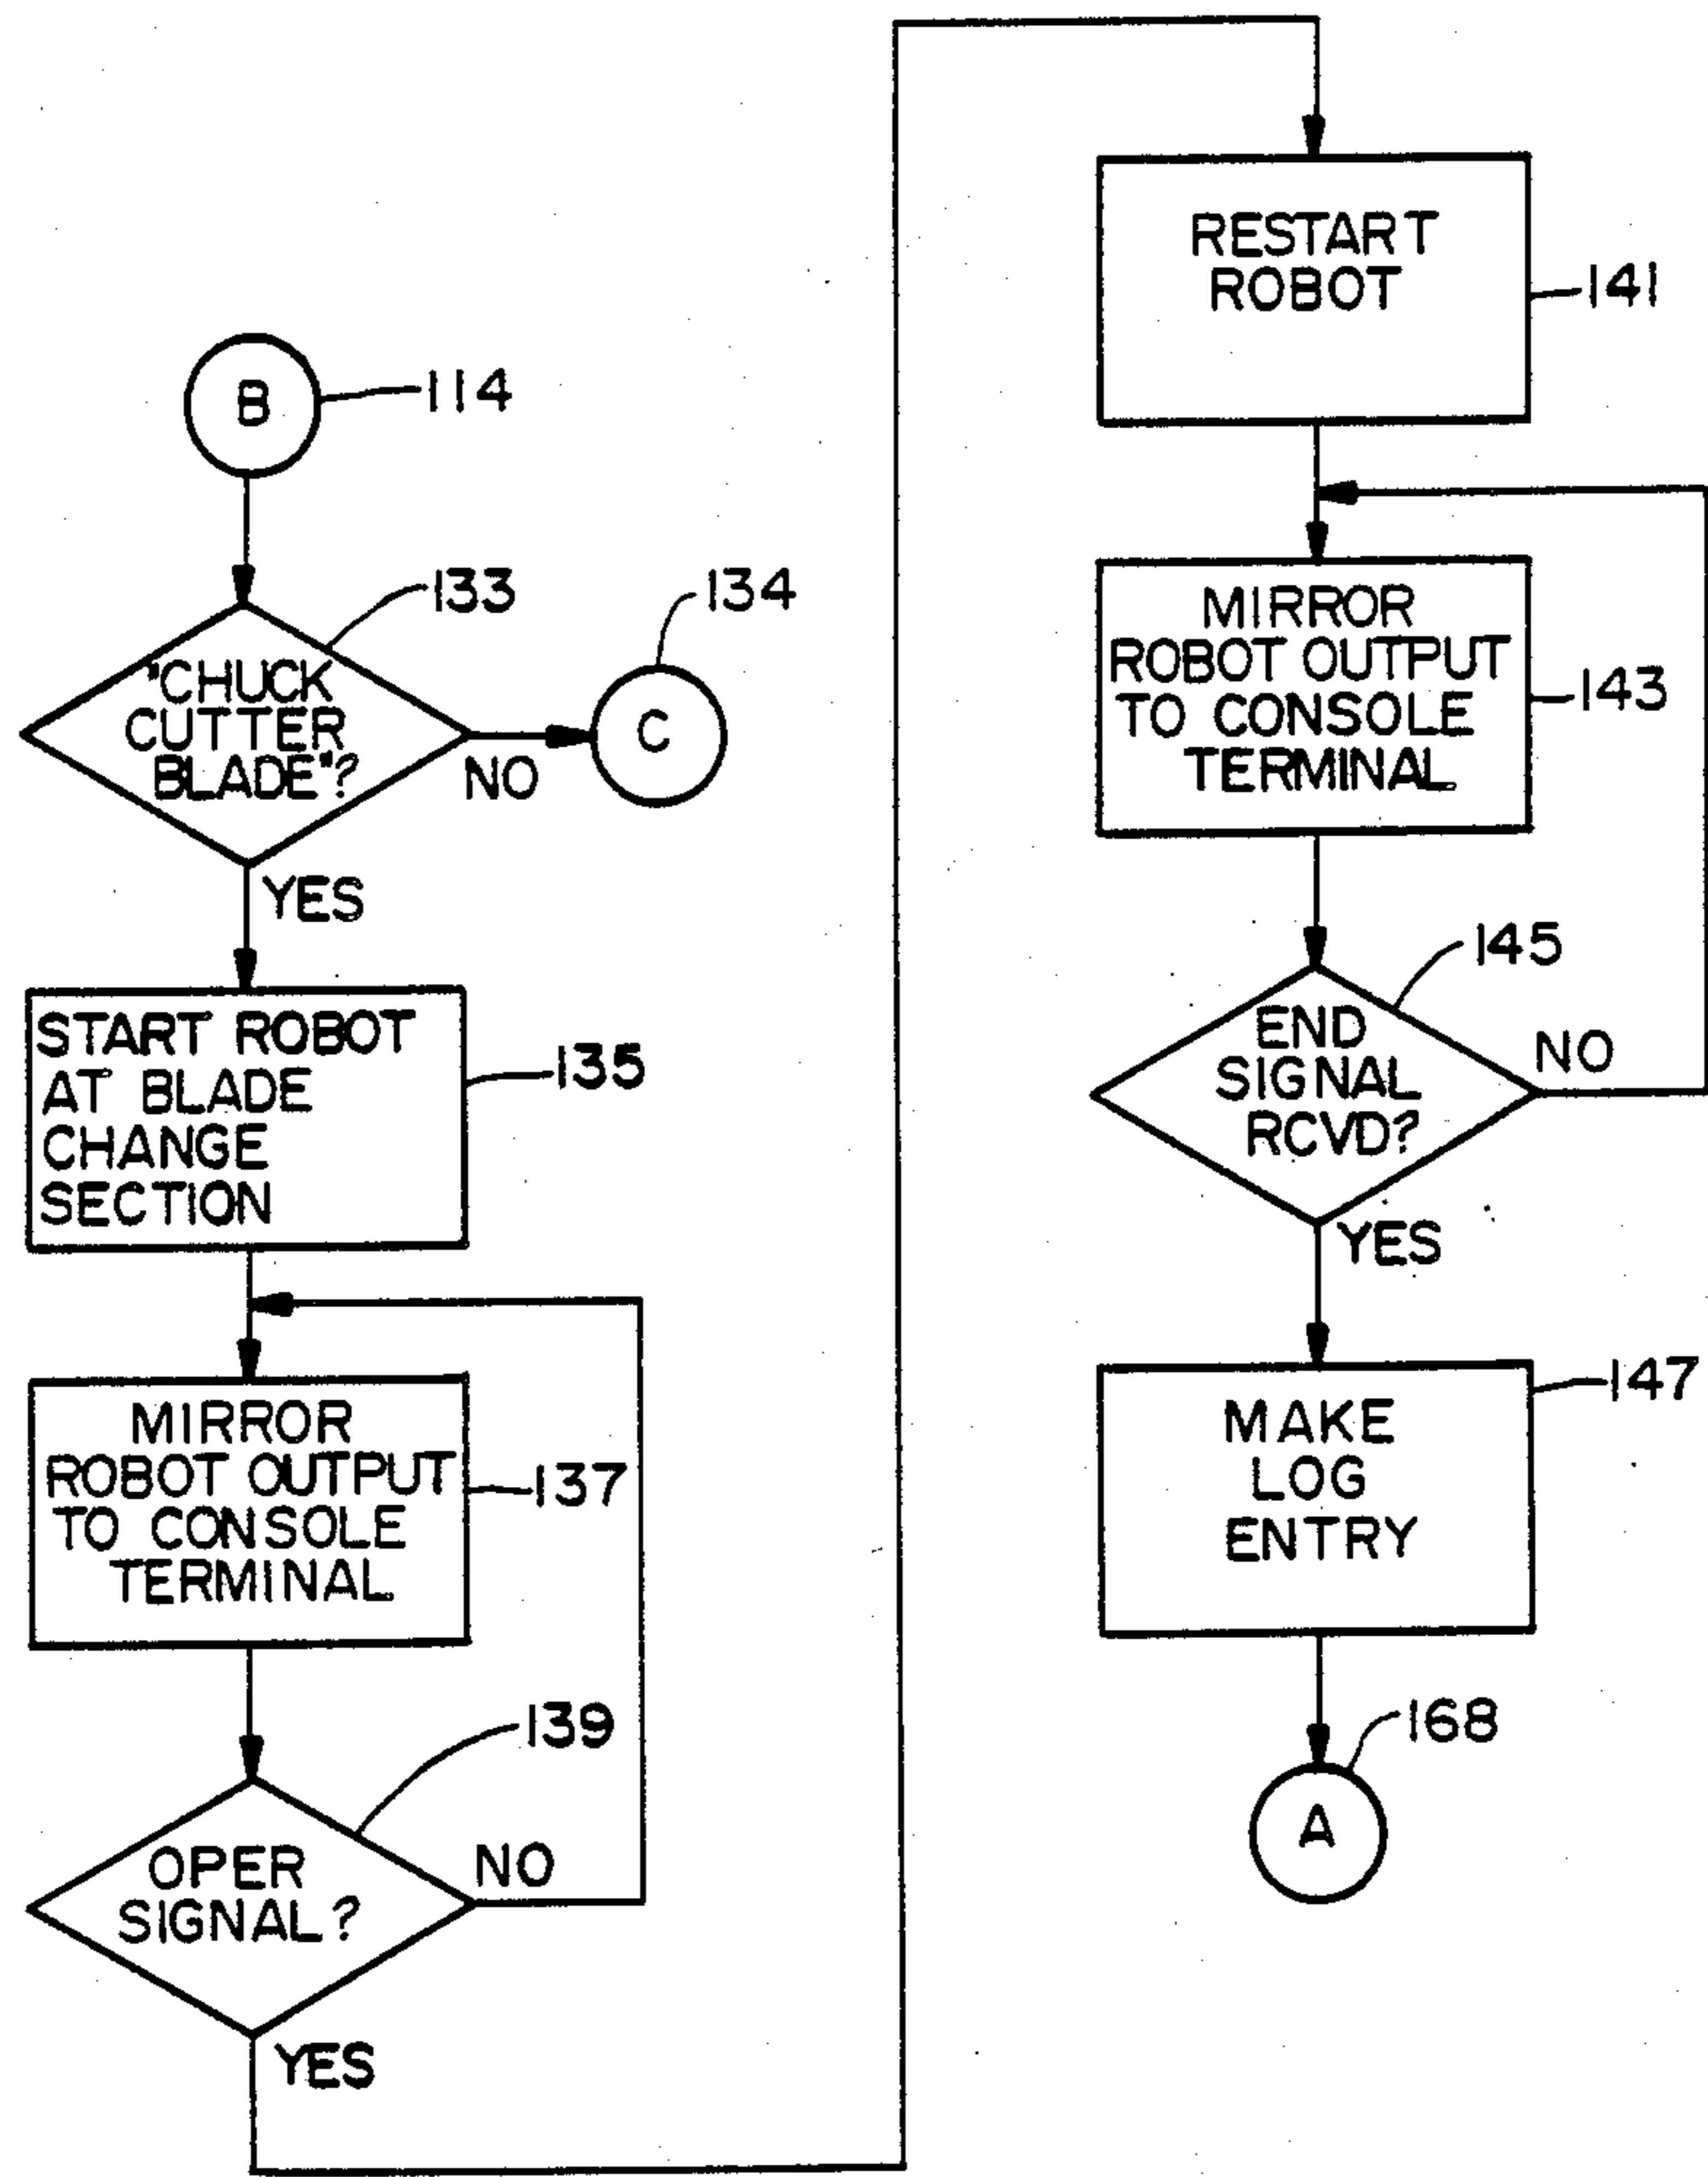 B
114
133
"CHUCK
CUTTER
BLADE"?
NO
134
C
YES
START ROBOT
AT BLADE
CHANGE
SECTION
135
MIRROR
ROBOT OUTPUT
TO CONSOLE
TERMINAL
137
139
OPER
SIGNAL?
NO
YES
RESTART
ROBOT
141
MIRROR
ROBOT OUTPUT
TO CONSOLE
TERMINAL
143
145
END
SIGNAL
RCVD?
NO
YES
MAKE
LOG
ENTRY
147
168
A